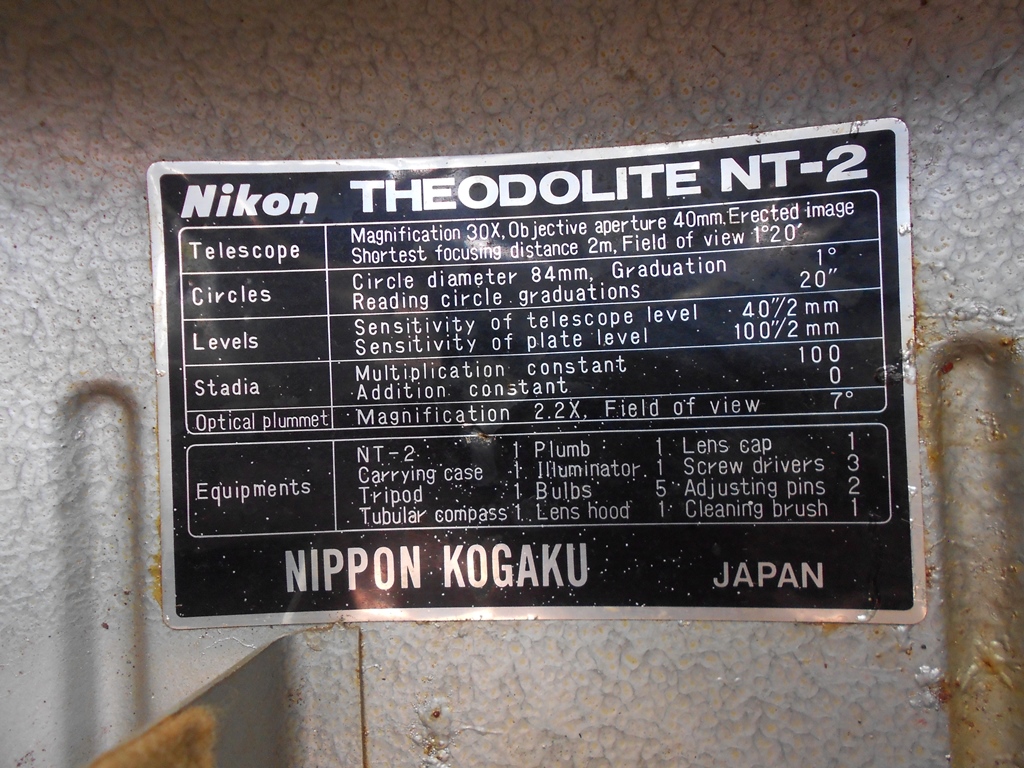 Nikon THEODOLITE NT-2
Telescope Magnification 30X, Objective aperture 40mm, Erected image
Shortest focusing distance 2m, Field of view 1°20′
Circles Circle diameter 84mm, Graduation 1°
Reading circle graduations 20″
Levels Sensitivity of telescope level 40″/2mm
Sensitivity of plate level 100″/2mm
Stadia Multiplication constant 100
Addition constant 0
Optical plummet Magnification 2.2X, Field of view 7°
Equipments NT-2 1 Plumb 1 Lens cap 1
Carrying case 1 Illuminator 1 Screw drivers 3
Tripod 1 Bulbs 5 Adjusting pins 2
Tubular compass 1 Lens hood 1 Cleaning brush 1
NIPPON KOGAKU JAPAN